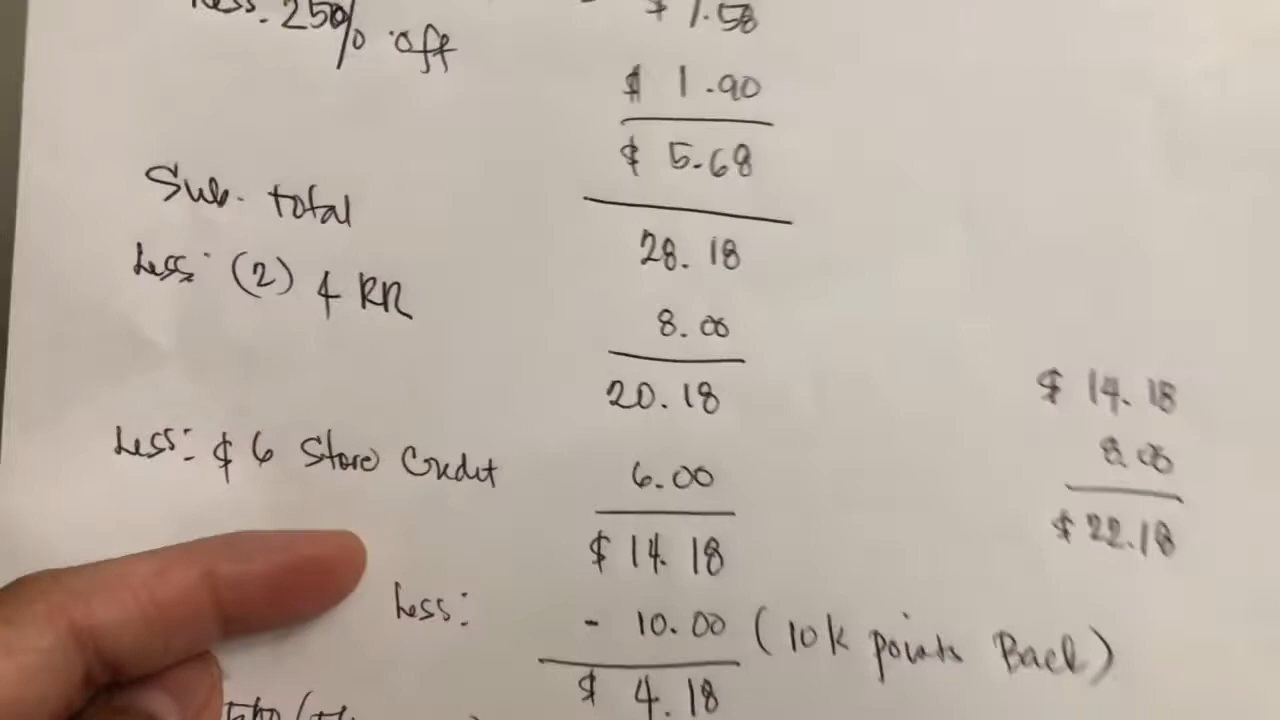 Less: 25% off $ 7.58
$ 1.90
$ 5.68
Sub. total 28.18
Less: (2) 4 RR 8.00
20.18
Less: $6 Store Credit 6.00
$ 14.18
Less: - 10.00 (10k points Back)
$ 4.18
$ 14.18
8.00
$ 22.18